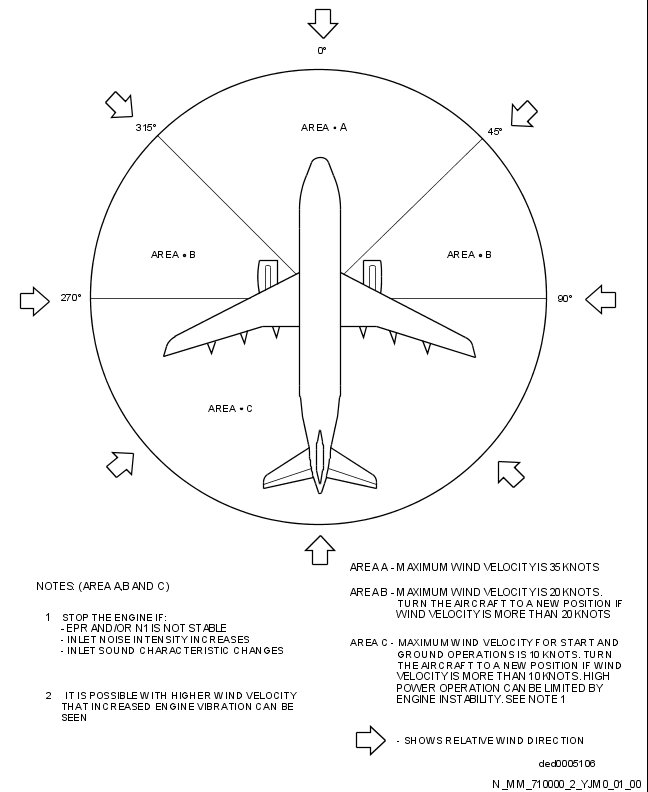 0°
315°
AREA • A
45°
AREA • B
AREA • B
270°
90°
AREA • C
NOTES: (AREA A,B AND C)
1 STOP THE ENGINE IF:
- EPR AND/OR N1 IS NOT STABLE
- INLET NOISE INTENSITY INCREASES
- INLET SOUND CHARACTERISTIC CHANGES
2 IT IS POSSIBLE WITH HIGHER WIND VELOCITY
THAT INCREASED ENGINE VIBRATION CAN BE
SEEN
AREA A - MAXIMUM WIND VELOCITY IS 35 KNOTS
AREA B - MAXIMUM WIND VELOCITY IS 20 KNOTS.
TURN THE AIRCRAFT TO A NEW POSITION IF
WIND VELOCITY IS MORE THAN 20 KNOTS
AREA C - MAXIMUM WIND VELOCITY FOR START AND
GROUND OPERATIONS IS 10 KNOTS. TURN
THE AIRCRAFT TO A NEW POSITION IF WIND
VELOCITY IS MORE THAN 10 KNOTS. HIGH
POWER OPERATION CAN BE LIMITED BY
ENGINE INSTABILITY. SEE NOTE 1
- SHOWS RELATIVE WIND DIRECTION
ded0005106
N_MM_710000_2_YJM0_01_00